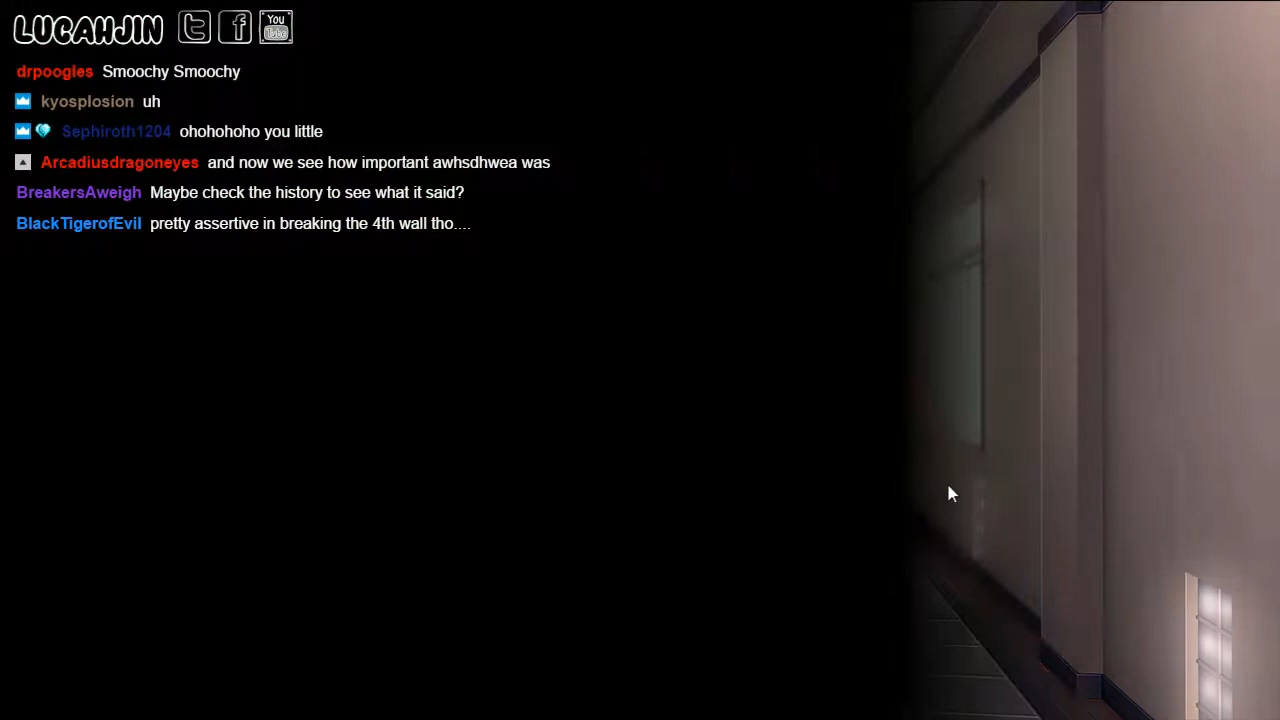 LUCAHJIN t f You Tube
drpoogles Smoochy Smoochy
kyosplosion uh
Sephiroth1204 ohohohoho you little
Arcadiusdragoneyes and now we see how important awhsdhwea was
BreakersAweigh Maybe check the history to see what it said?
BlackTigerofEvil pretty assertive in breaking the 4th wall tho....